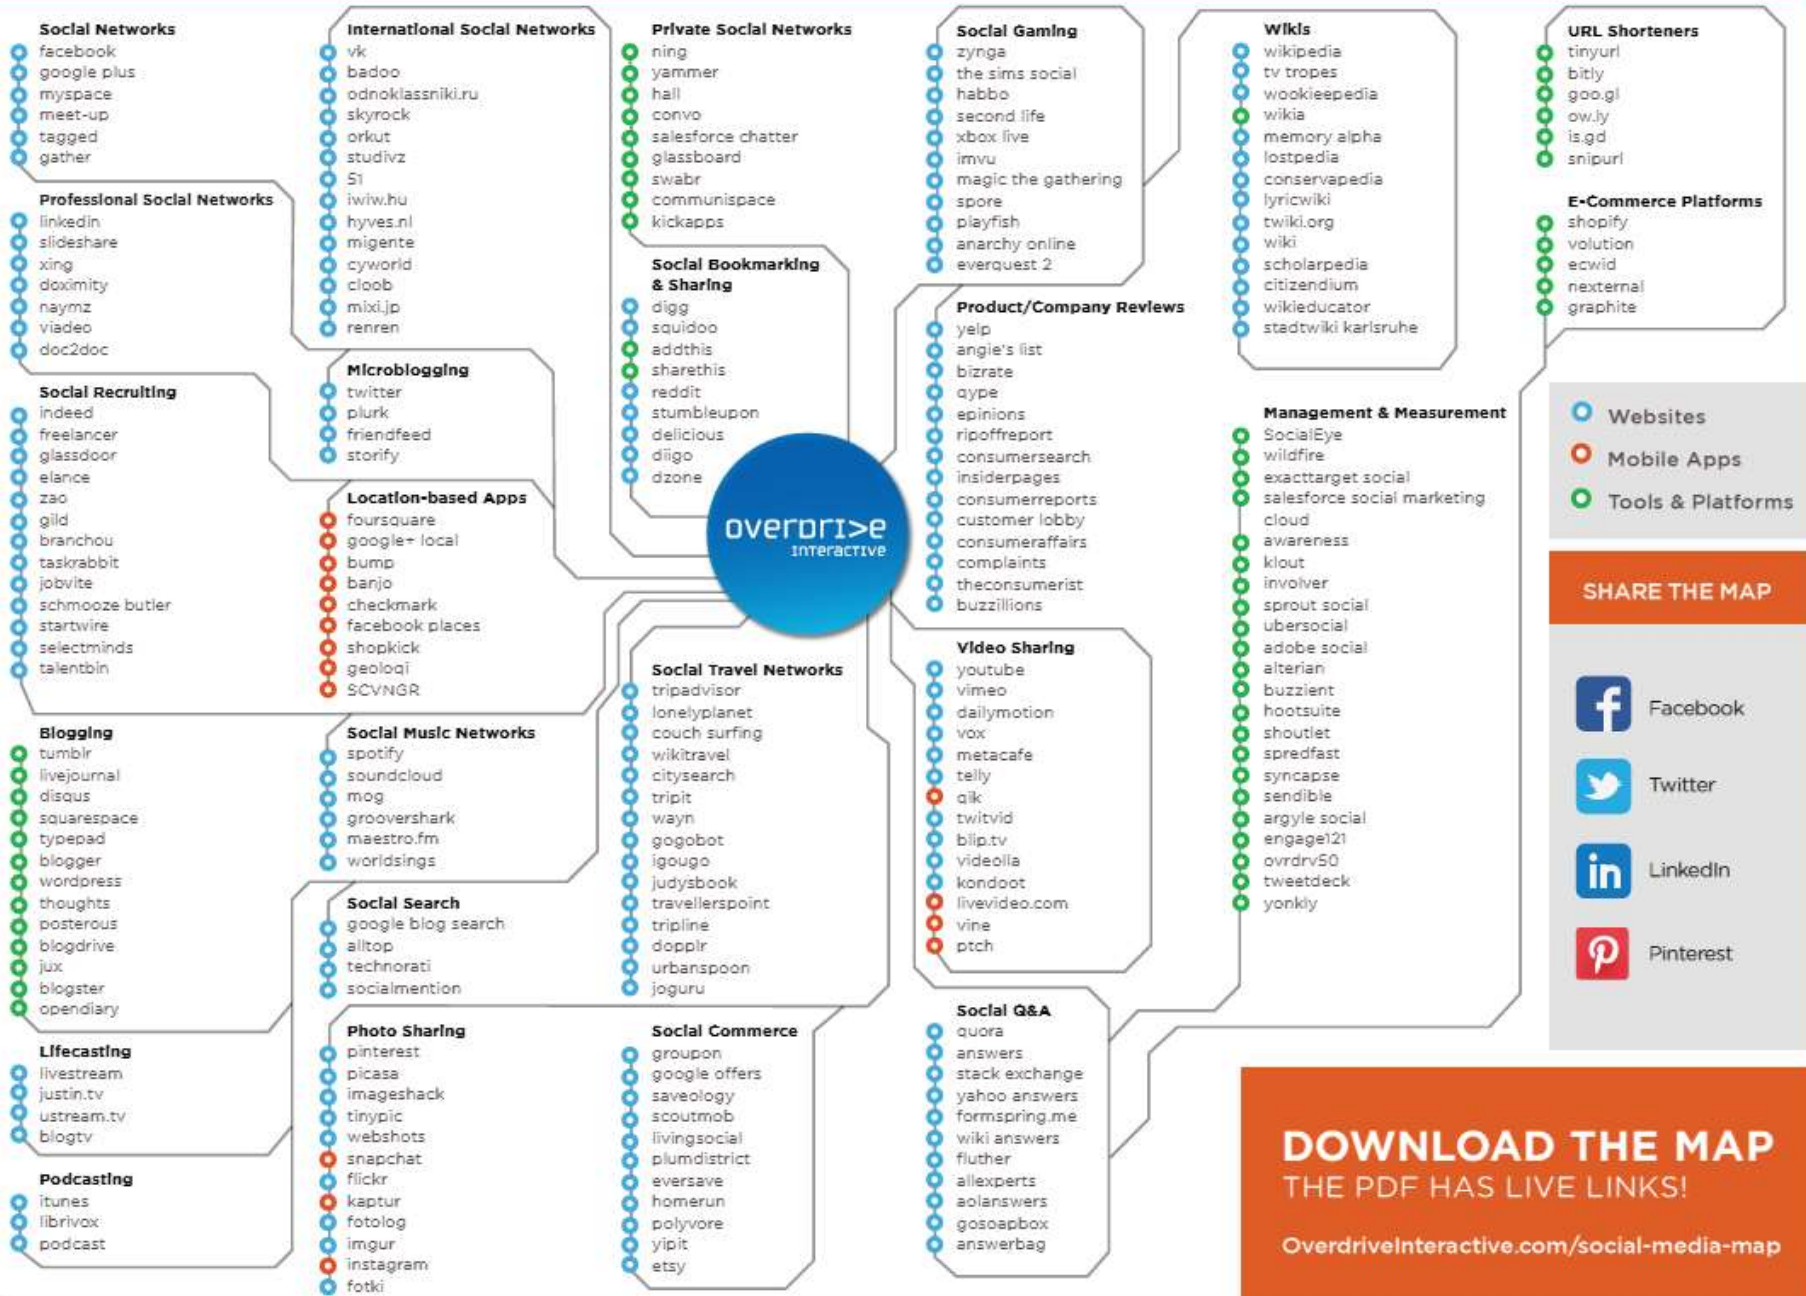 Social Networks
facebook
google plus
myspace
meet-up
tagged
gather
Professional Social Networks
linkedin
slideshare
xing
doximity
naymz
viadeo
doc2doc
Social Recruiting
indeed
freelancer
glassdoor
elance
zao
gild
branchou
taskrabbit
jobvite
schmooze butler
startwire
selectminds
talentbin
Blogging
tumblr
livejournal
disqus
squarespace
typepad
blogger
wordpress
thoughts
posterous
blogdrive
jux
blogster
opendiary
Lifecasting
livestream
justin.tv
ustream.tv
blogtv
Podcasting
itunes
librivox
podcast
International Social Networks
vk
badoo
odnoklassniki.ru
skyrock
orkut
studivz
51
iwiw.hu
hyves.nl
migente
cyworld
cloob
mixi.jp
renren
Microblogging
twitter
plurk
friendfeed
storify
Location-based Apps
foursquare
google+ local
bump
banjo
checkmark
facebook places
shopkick
geoloqi
SCVNGR
Social Music Networks
spotify
soundcloud
mog
groovershark
maestro.fm
worldsings
Social Search
google blog search
alltop
technorati
socialmention
Photo Sharing
pinterest
picasa
imageshack
tinypic
webshots
snapchat
flickr
kaptur
fotolog
imgur
instagram
fotki
Private Social Networks
ning
yammer
hall
convo
salesforce chatter
glassboard
swabr
communispace
kickapps
Social Bookmarking
& Sharing
digg
squidoo
addthis
sharethis
reddit
stumbleupon
delicious
diigo
dzone
overdri>e
interactive
Social Travel Networks
tripadvisor
lonelyplanet
couch surfing
wikitravel
citysearch
tripit
wayn
gogobot
igougo
judysbook
travellerspoint
tripline
dopplr
urbanspoon
joguru
Social Commerce
groupon
google offers
saveology
scoutmob
livingsocial
plumdistrict
eversave
homerun
polyvore
yipit
etsy
Social Gaming
zynga
the sims social
habbo
second life
xbox live
imvu
magic the gathering
spore
playfish
anarchy online
everquest 2
Product/Company Reviews
yelp
angie's list
bizrate
qype
epinions
ripoffreport
consumersearch
insiderpages
consumerreports
customer lobby
consumeraffairs
complaints
theconsumerist
buzzillions
Video Sharing
youtube
vimeo
dailymotion
vox
metacafe
telly
qik
twitvid
blip.tv
videolla
kondoot
livevideo.com
vine
ptch
Social Q&A
quora
answers
stack exchange
yahoo answers
formspring.me
wiki answers
fluther
allexperts
aolanswers
gosoapbox
answerbag
Wikis
wikipedia
tv tropes
wookieepedia
wikia
memory alpha
lostpedia
conservapedia
lyricwiki
twiki.org
wiki
scholarpedia
citizendium
wikieducator
stadtwiki karlsruhe
Management & Measurement
SocialEye
wildfire
exacttarget social
salesforce social marketing
cloud
awareness
klout
involver
sprout social
ubersocial
adobe social
alterian
buzzient
hootsuite
shoutlet
spredfast
syncapse
sendible
argyle social
engage121
ovrdrv50
tweetdeck
yonkly
URL Shorteners
tinyurl
bitly
goo.gl
ow.ly
is.gd
snipurl
E-Commerce Platforms
shopify
volution
ecwid
nexternal
graphite
Websites
Mobile Apps
Tools & Platforms
SHARE THE MAP
Facebook
Twitter
LinkedIn
Pinterest
DOWNLOAD THE MAP
THE PDF HAS LIVE LINKS!
OverdriveInteractive.com/social-media-map